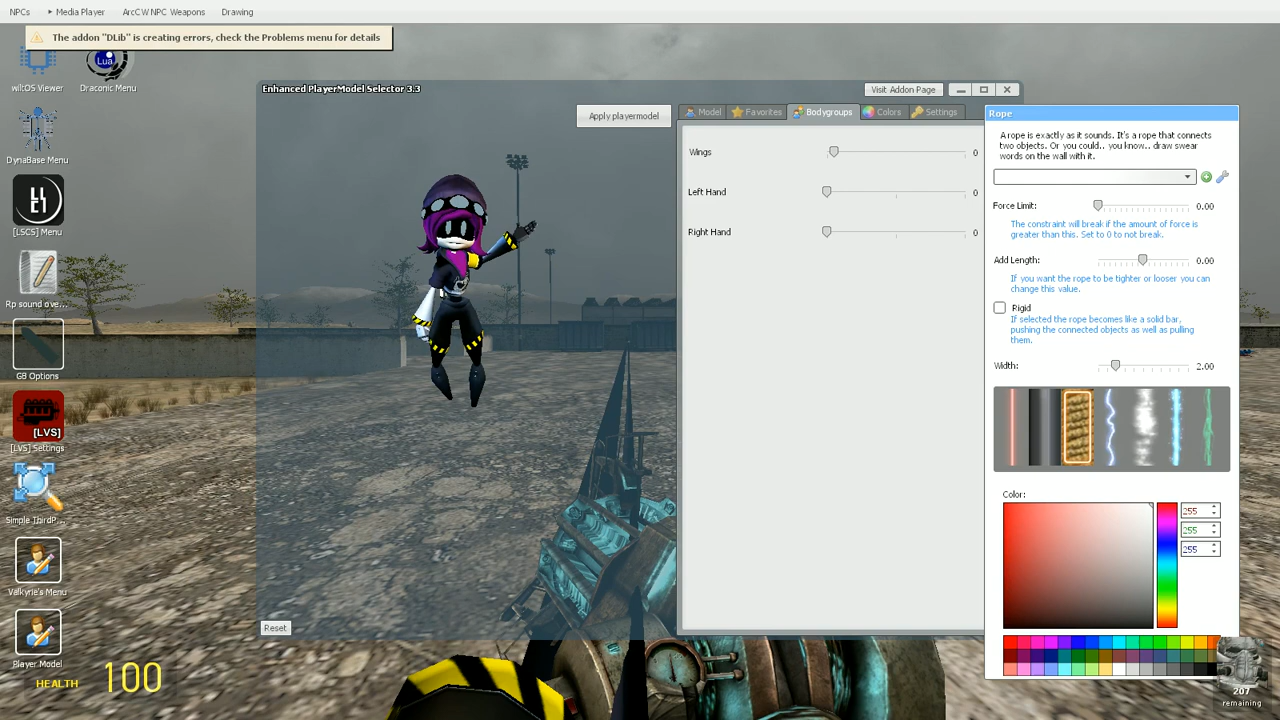 NPCs
Media Player
ArcCW NPC Weapons
Drawing
The addon "DLib" is creating errors, check the Problems menu for details
wiltOS Viewer
Lua
Draconic Menu
DynaBase Menu
[LSCS] Menu
Rp sound ove...
GB Options
[LVS]
[LVS] Settings
Simple ThirdP...
Valkyrie's Menu
Player Model
HEALTH 100
Enhanced PlayerModel Selector 3.3
Visit Addon Page
Apply playermodel
Model
Favorites
Bodygroups
Colors
Settings
Wings 0
Left Hand 0
Right Hand 0
Reset
Rope
A rope is exactly as it sounds. It's a rope that connects
two objects. Or you could.. you know.. draw swear
words on the wall with it.
Force Limit: 0.00
The constraint will break if the amount of force is
greater than this. Set to 0 to not break.
Add Length: 0.00
If you want the rope to be tighter or looser you can
change this value.
Rigid
If selected the rope becomes like a solid bar,
pushing the connected objects as well as pulling
them.
Width: 2.00
Color:
255
255
255
207
remaining